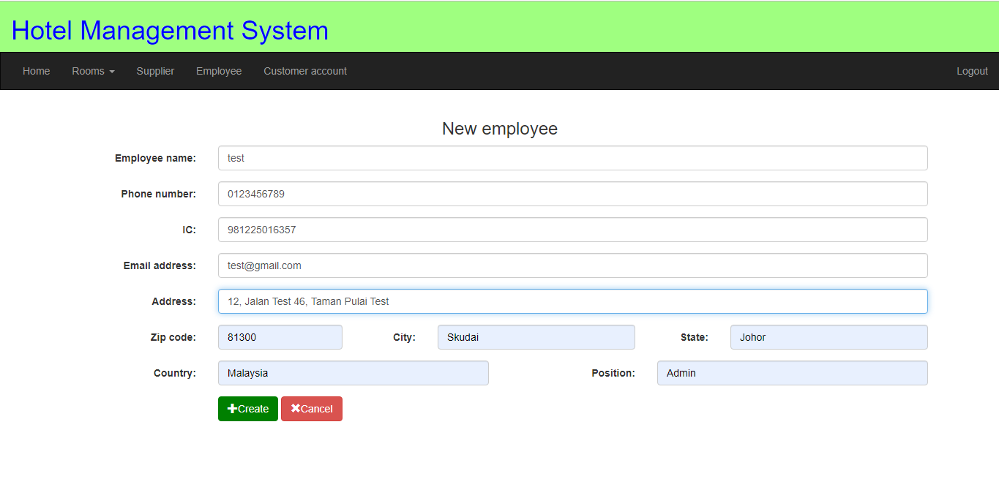 Hotel Management System
Home Rooms Supplier Employee Customer account Logout
New employee
Employee name: test
Phone number: 0123456789
IC: 981225016357
Email address: test@gmail.com
Address: 12, Jalan Test 46, Taman Pulai Test
Zip code: 81300 City: Skudai State: Johor
Country: Malaysia Position: Admin
Create Cancel